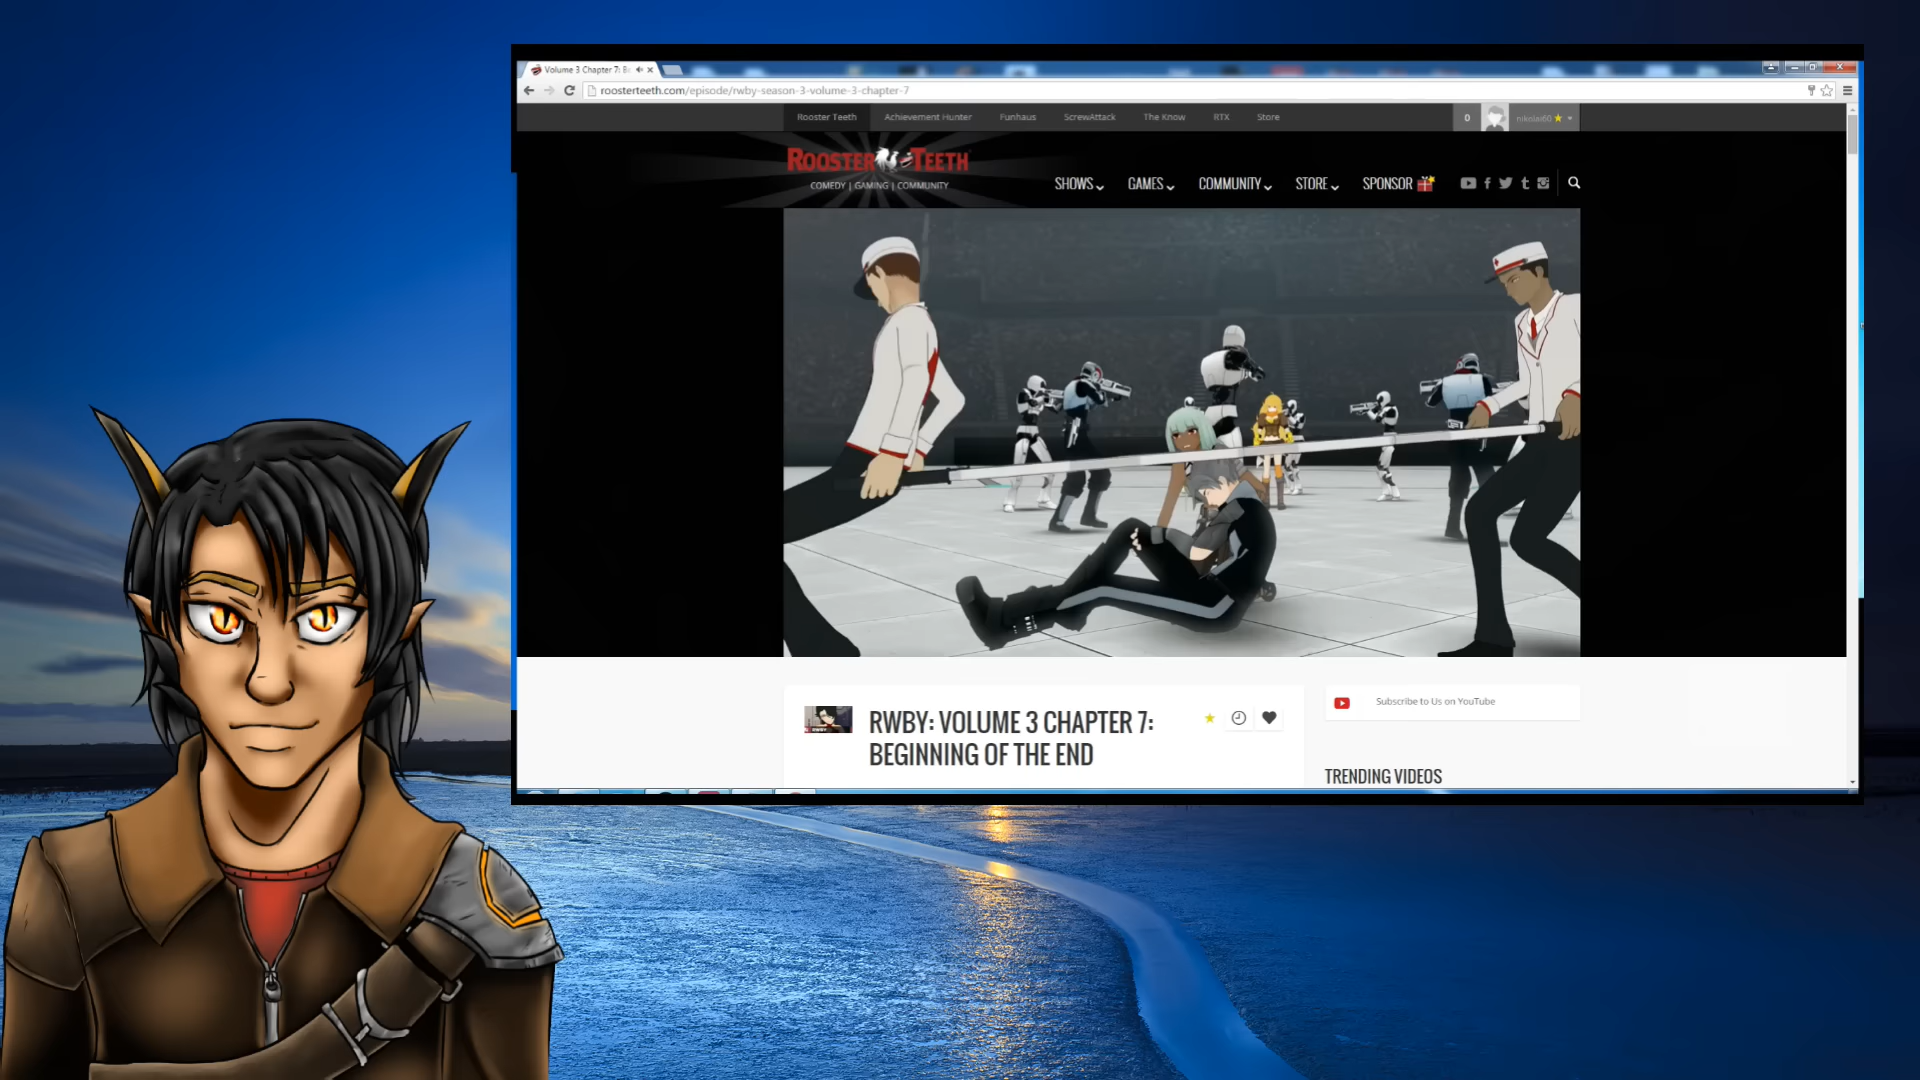 Volume 3 Chapter 7: Be
roosterteeth.com/episode/rwby-season-3-volume-3-chapter-7
Rooster Teeth Achievement Hunter Funhaus ScrewAttack The Know RTX Store 0 nikolai60
ROOSTER TEETH
COMEDY | GAMING | COMMUNITY
SHOWS GAMES COMMUNITY STORE SPONSOR
RWBY: VOLUME 3 CHAPTER 7:
BEGINNING OF THE END
Subscribe to Us on YouTube
TRENDING VIDEOS